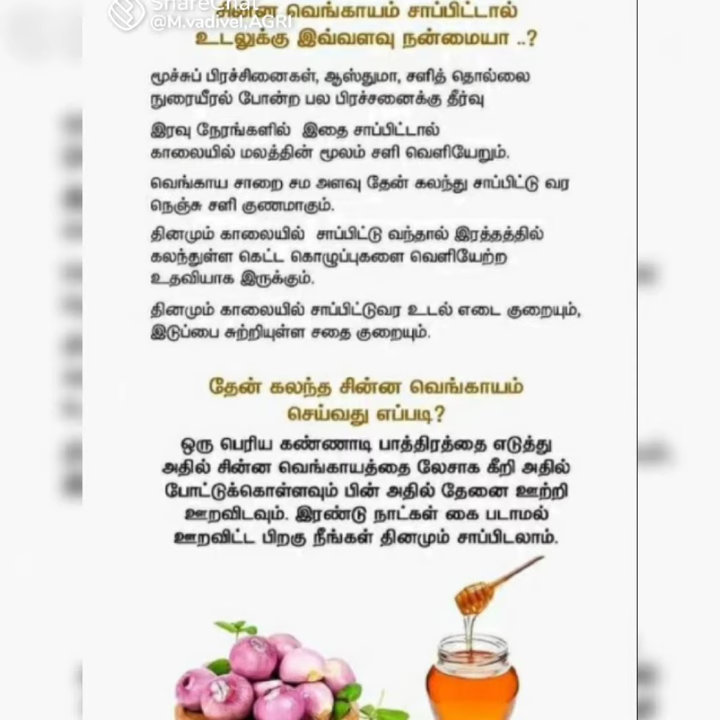 ShareChat
@M.vadivel,AGRI
சின்ன வெங்காயம் சாப்பிட்டால்
உடலுக்கு இவ்வளவு நன்மையா ..?
மூச்சுப் பிரச்சினைகள், ஆஸ்துமா, சளித் தொல்லை
நுரையீரல் போன்ற பல பிரச்சனைக்கு தீர்வு
இரவு நேரங்களில் இதை சாப்பிட்டால்
காலையில் மலத்தின் மூலம் சளி வெளியேறும்.
வெங்காய சாறை சம அளவு தேன் கலந்து சாப்பிட்டு வர
நெஞ்சு சளி குணமாகும்.
தினமும் காலையில் சாப்பிட்டு வந்தால் இரத்தத்தில்
கலந்துள்ள கெட்ட கொழுப்புகளை வெளியேற்ற
உதவியாக இருக்கும்.
தினமும் காலையில் சாப்பிட்டுவர உடல் எடை குறையும்,
இடுப்பை சுற்றியுள்ள சதை குறையும்.
தேன் கலந்த சின்ன வெங்காயம்
செய்வது எப்படி?
ஒரு பெரிய கண்ணாடி பாத்திரத்தை எடுத்து
அதில் சின்ன வெங்காயத்தை லேசாக கீறி அதில்
போட்டுக்கொள்ளவும் பின் அதில் தேனை ஊற்றி
ஊறவிடவும். இரண்டு நாட்கள் கை படாமல்
ஊறவிட்ட பிறகு நீங்கள் தினமும் சாப்பிடலாம்.